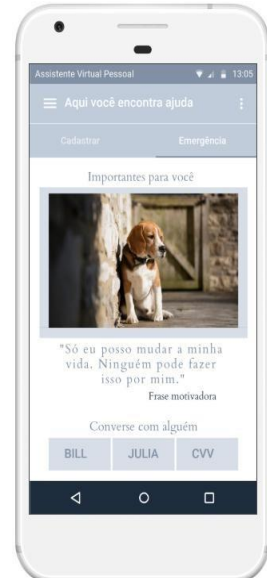 Assistente Virtual Pessoal 13:05
Aqui você encontra ajuda
Cadastrar Emergência
Importantes para você
"Só eu posso mudar a minha
vida. Ninguém pode fazer
isso por mim."
Frase motivadora
Converse com alguém
BILL JULIA CVV